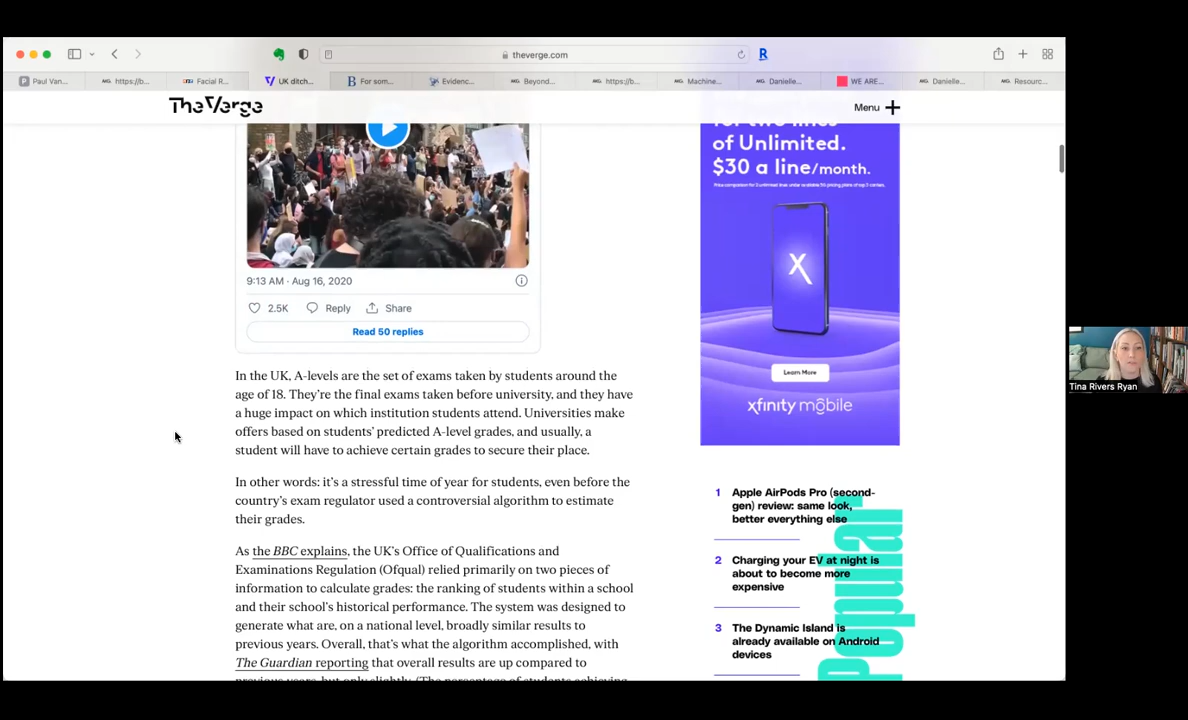 theverge.com
Paul Van...
https://b...
Facial R...
UK ditch...
For som...
Evidenc...
Beyond...
https://b...
Machine...
Danielle...
WE ARE...
Danielle...
Resourc...
The Verge
Menu
of Unlimited.
$30 a line/month.
9:13 AM · Aug 16, 2020
2.5K Reply Share
Read 50 replies
In the UK, A-levels are the set of exams taken by students around the
age of 18. They're the final exams taken before university, and they have
a huge impact on which institution students attend. Universities make
offers based on students' predicted A-level grades, and usually, a
student will have to achieve certain grades to secure their place.
In other words: it's a stressful time of year for students, even before the
country's exam regulator used a controversial algorithm to estimate
their grades.
As the BBC explains, the UK's Office of Qualifications and
Examinations Regulation (Ofqual) relied primarily on two pieces of
information to calculate grades: the ranking of students within a school
and their school's historical performance. The system was designed to
generate what are, on a national level, broadly similar results to
previous years. Overall, that's what the algorithm accomplished, with
The Guardian reporting that overall results are up compared to
X
Learn More
xfinity mobile
1 Apple AirPods Pro (second-
gen) review: same look,
better everything else
2 Charging your EV at night is
about to become more
expensive
3 The Dynamic Island is
already available on Android
devices
Popular
Tina Rivers Ryan